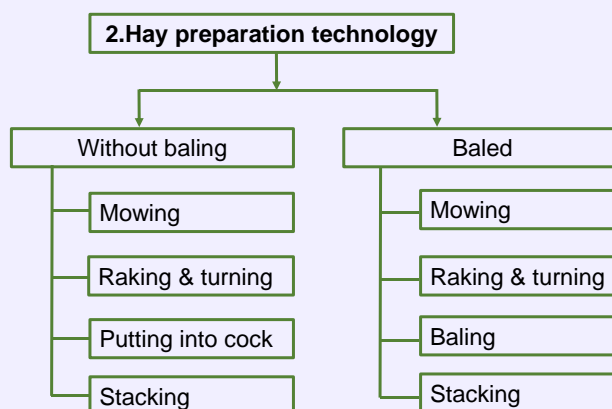 2.Hay preparation technology
Without baling
Mowing
Raking & turning
Putting into cock
Stacking
Baled
Mowing
Raking & turning
Baling
Stacking